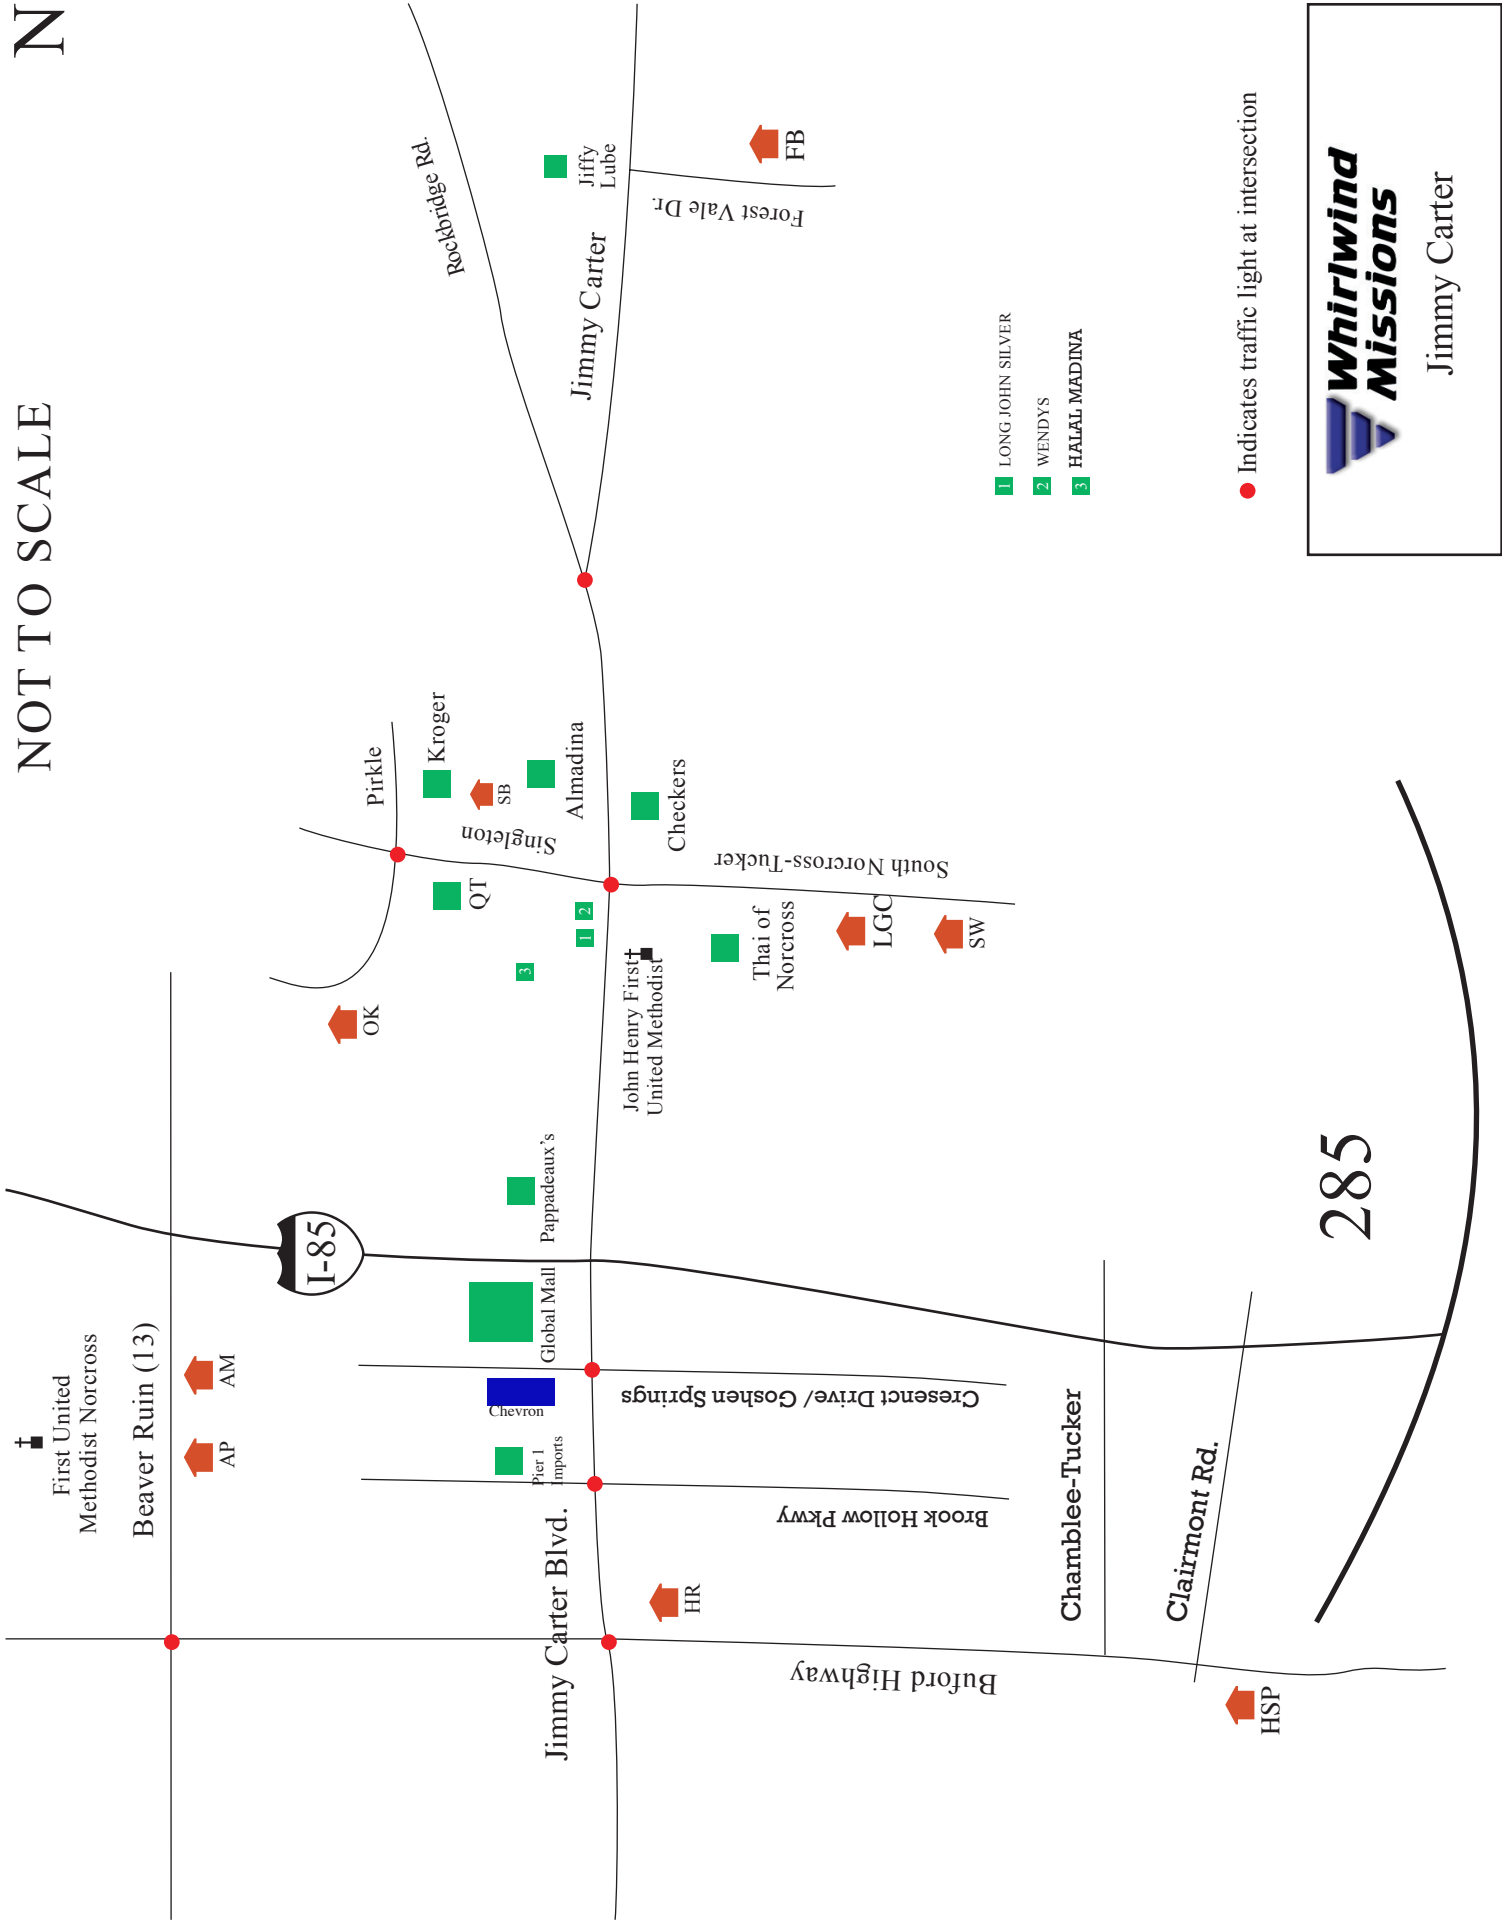 NOT TO SCALE
N
First United
Methodist Norcross
Beaver Ruin (13)
AP
AM
I-85
OK
Pirkle
Rockbridge Rd.
Kroger
SB
QT
Singleton
Almadina
Jiffy
Lube
Jimmy Carter
Pier 1
Imports
Chevron
Global Mall
Pappadeaux's
3
1
2
Jimmy Carter Blvd.
John Henry First
United Methodist
Checkers
Forest Vale Dr.
FB
HR
Cresenct Drive/ Goshen Springs
Brook Hollow Pkwy
Buford Highway
Thai of
Norcross
South Norcross-Tucker
LGC
SW
Chamblee-Tucker
Clairmont Rd.
HSP
285
1 LONG JOHN SILVER
2 WENDYS
3 HALAL MADINA
Indicates traffic light at intersection
Whirlwind
Missions
Jimmy Carter